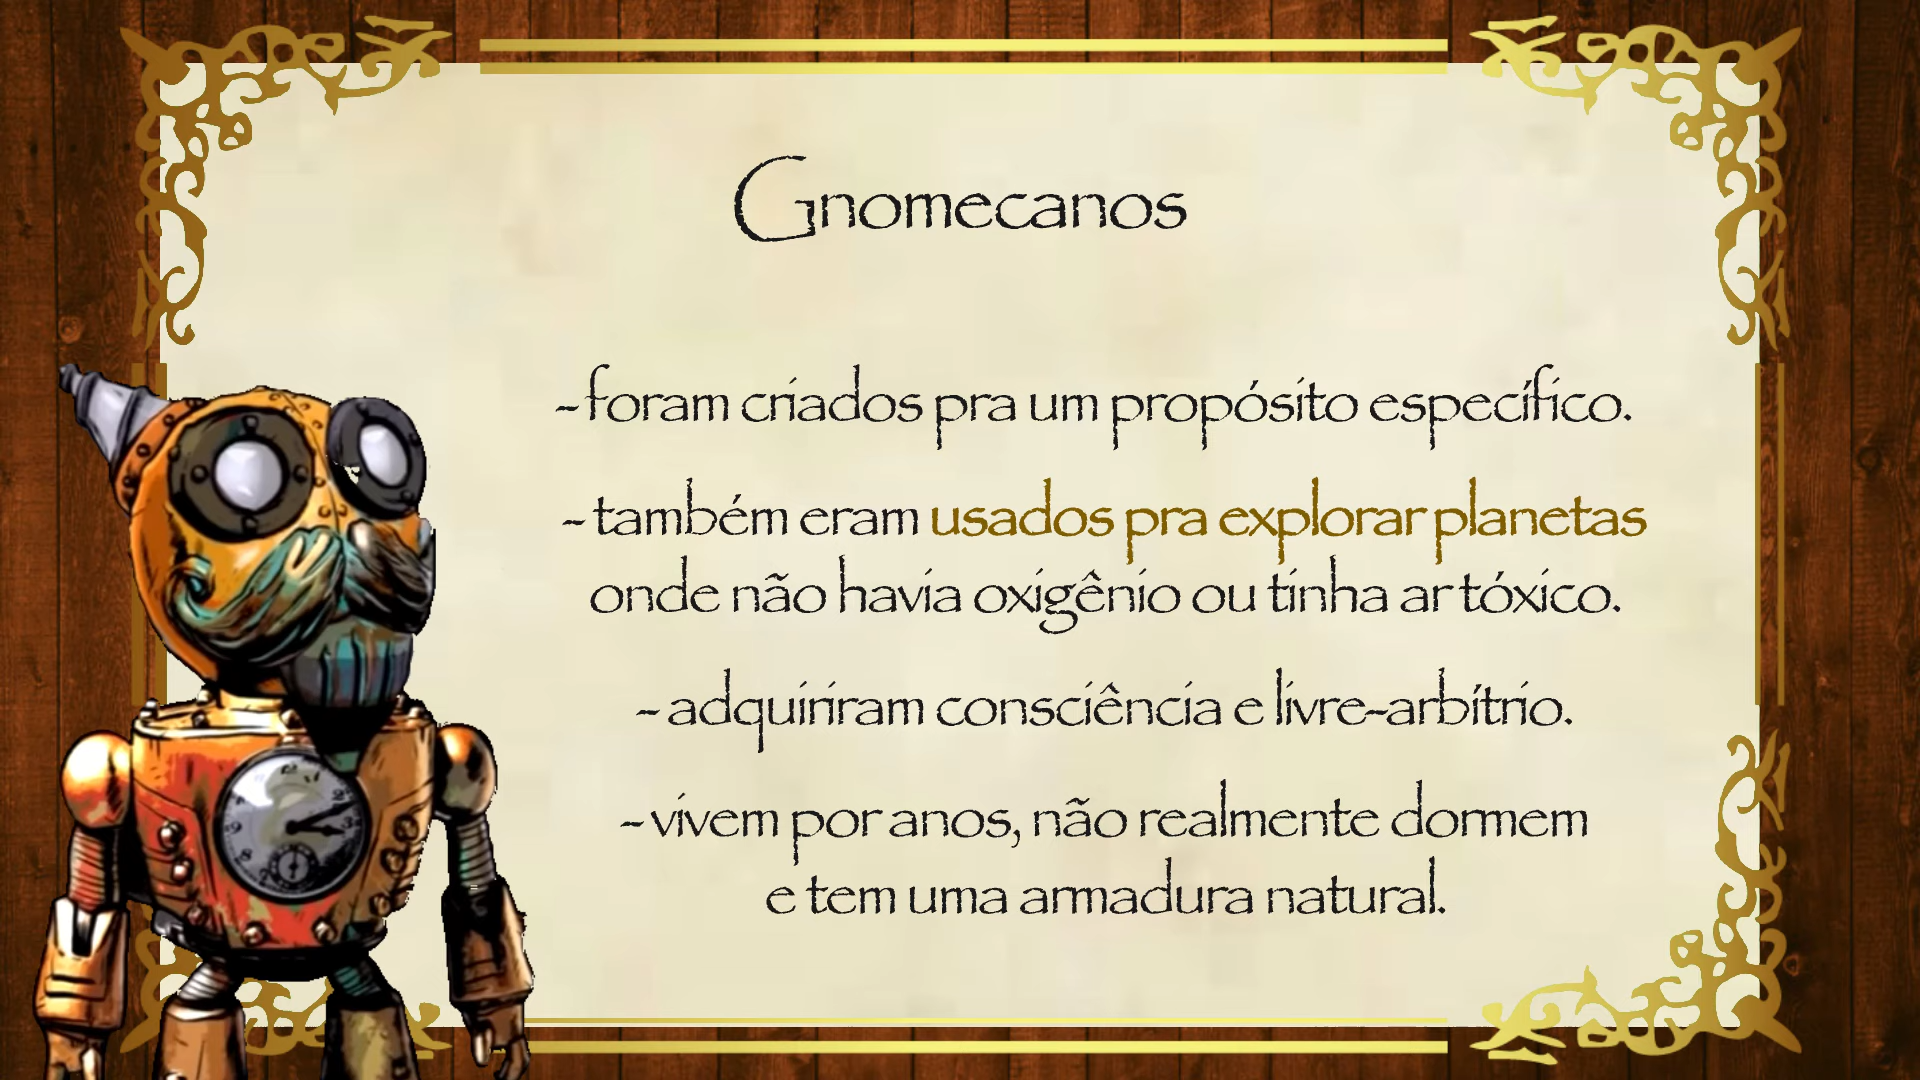 Gnomecanos
- foram criados pra um propósito específico.
- também eram usados pra explorar planetas
onde não havia oxigênio ou tinha ar tóxico.
- adquiriram consciência e livre-arbítrio.
- vivem por anos, não realmente dormem
e tem uma armadura natural.